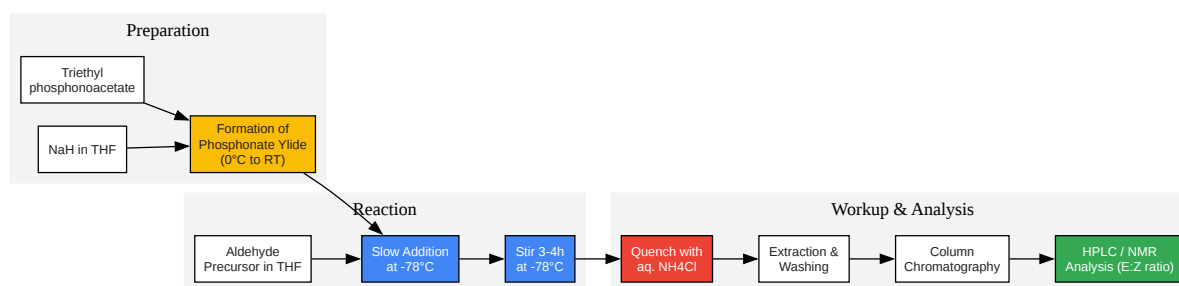 Preparation
Triethyl
phosphonoacetate
NaH in THF
Formation of
Phosphonate Ylide
(0°C to RT)
Reaction
Aldehyde
Precursor in THF
Slow Addition
at -78°C
Stir 3-4h
at -78°C
Workup & Analysis
Quench with
aq. NH4Cl
Extraction &
Washing
Column
Chromatography
HPLC / NMR
Analysis (E:Z ratio)